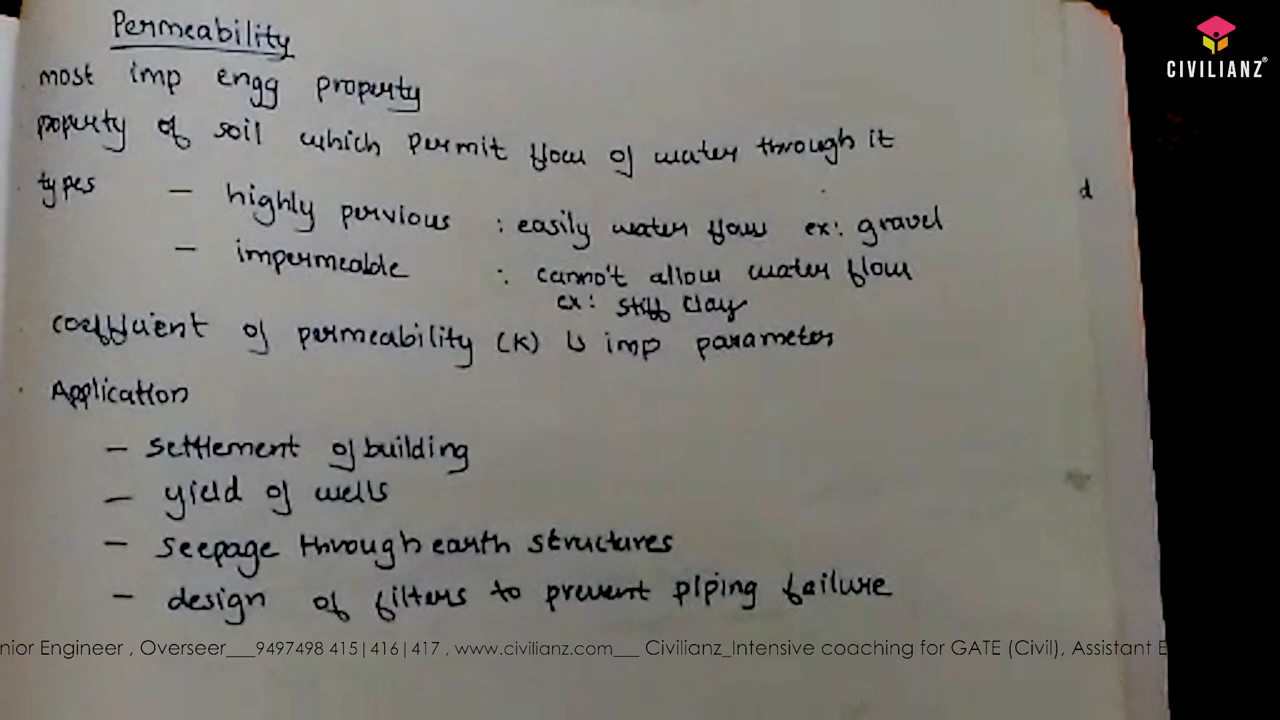 Permeability
most imp engg property
property of soil which permit flow of water through it
types - highly pervious : easily water flow ex: gravel
- impermeable : cannot allow water flow
ex: stiff clay
coefficient of permeability (K) is imp parameter
Application
- settlement of building
- yield of wells
- seepage through earth structures
- design of filters to prevent piping failure
d
CIVILIANZ®
nior Engineer , Overseer___9497498 415|416|417 , www.civilianz.com___ Civilianz_Intensive coaching for GATE (Civil), Assistant E